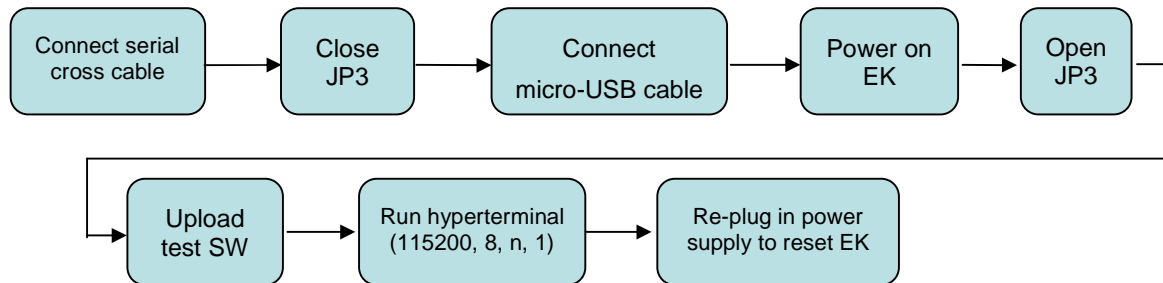 Connect serial
cross cable
Close
JP3
Connect
micro-USB cable
Power on
EK
Open
JP3
Upload
test SW
Run hyperterminal
(115200, 8, n, 1)
Re-plug in power
supply to reset EK